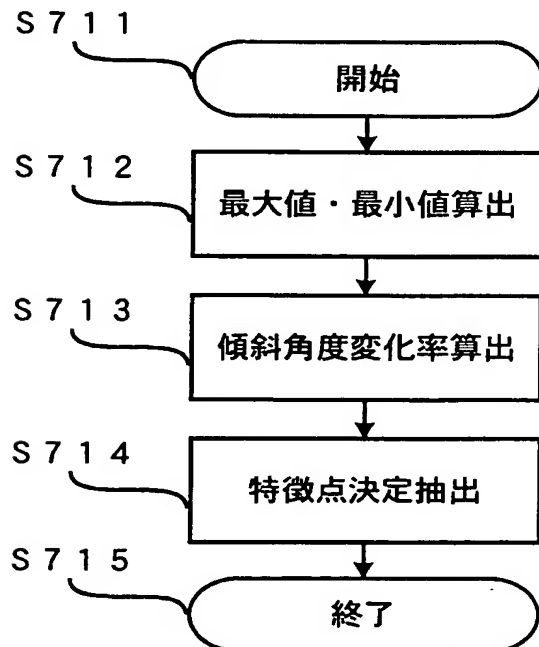 S711
開始
S712
最大値・最小値算出
S713
傾斜角度変化率算出
S714
特徴点決定抽出
S715
終了